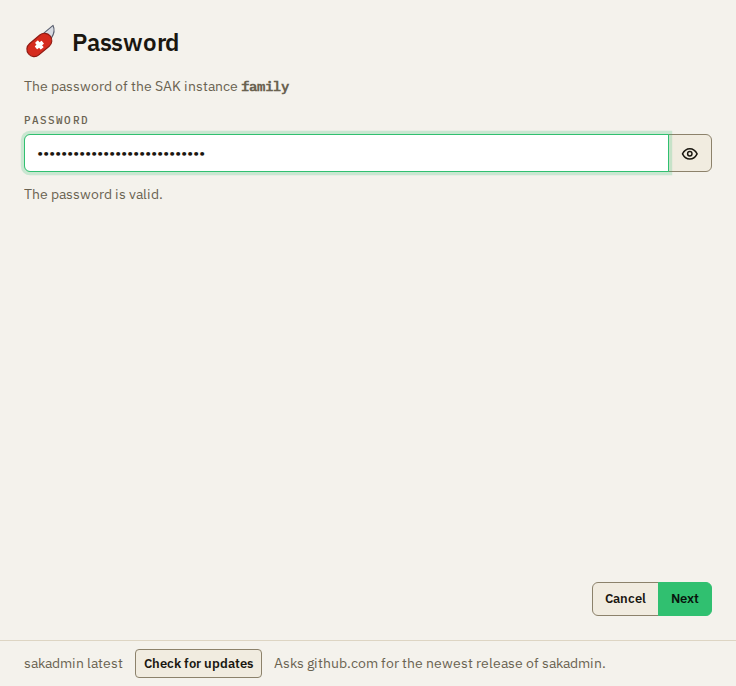 Password
The password of the SAK instance family
PASSWORD
••••••••••••••••••••••••••••
The password is valid.
Cancel Next
sakadmin latest Check for updates Asks github.com for the newest release of sakadmin.